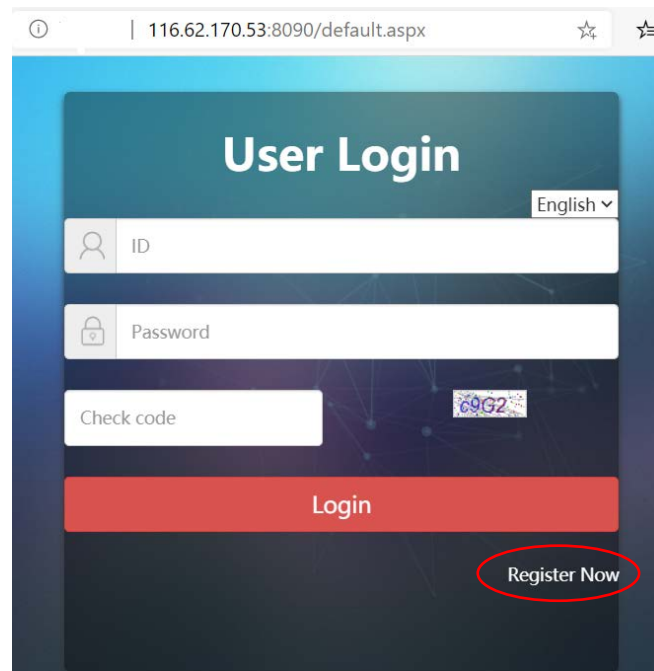 116.62.170.53:8090/default.aspx
User Login
English
ID
Password
Check code
c9G2
Login
Register Now